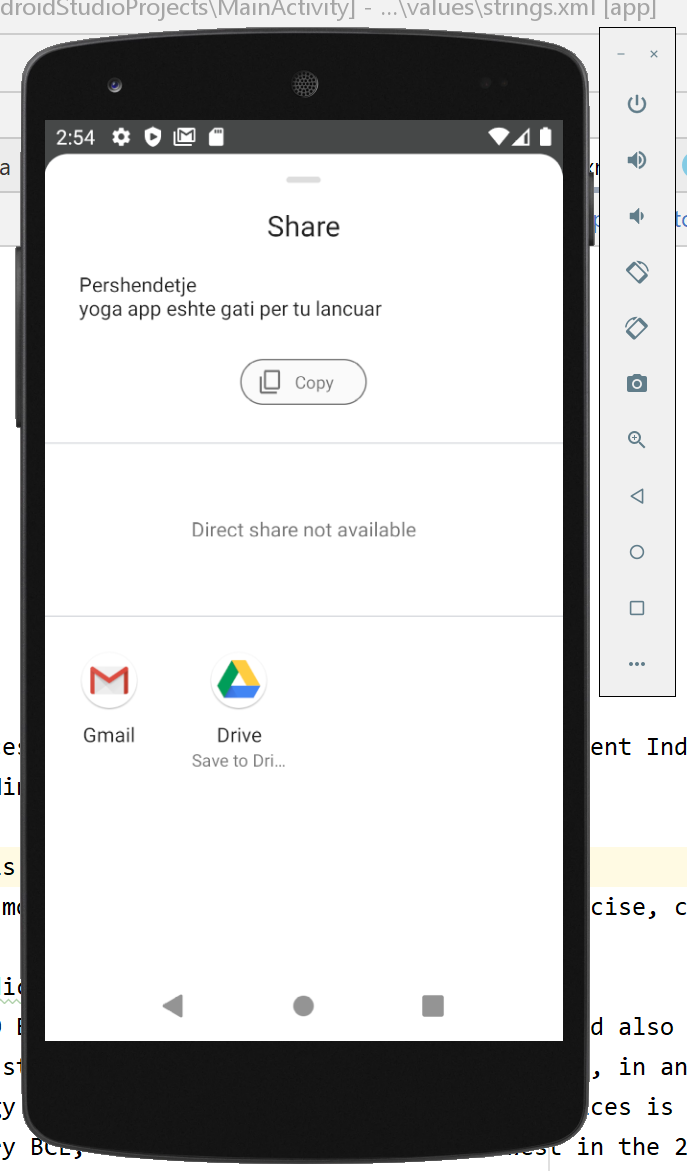 droidStudioProjects\MainActivity] - ...\values\strings.xml [app]
2:54
Share
Pershendetje
yoga app eshte gati per tu lancuar
Copy
Direct share not available
Gmail
Drive
Save to Dri...
ent Ind
cise, c
d also
, in an
ces is
in the 2